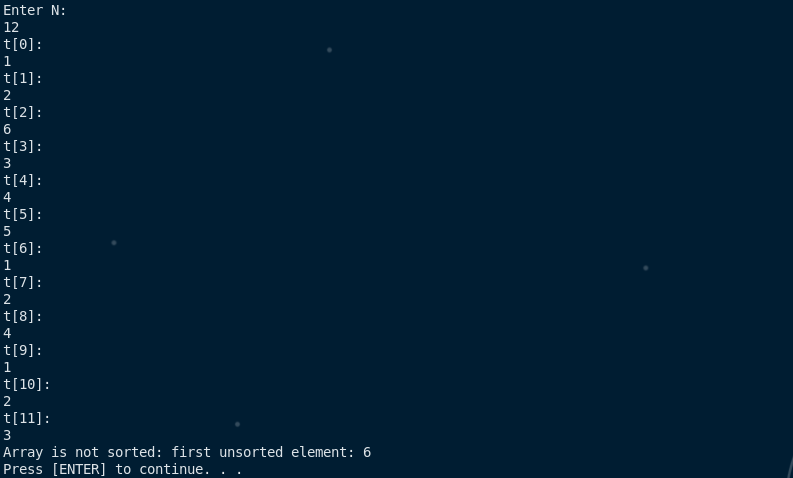 Enter N:
12
t[0]:
1
t[1]:
2
t[2]:
6
t[3]:
3
t[4]:
4
t[5]:
5
t[6]:
1
t[7]:
2
t[8]:
4
t[9]:
1
t[10]:
2
t[11]:
3
Array is not sorted: first unsorted element: 6
Press [ENTER] to continue. . .